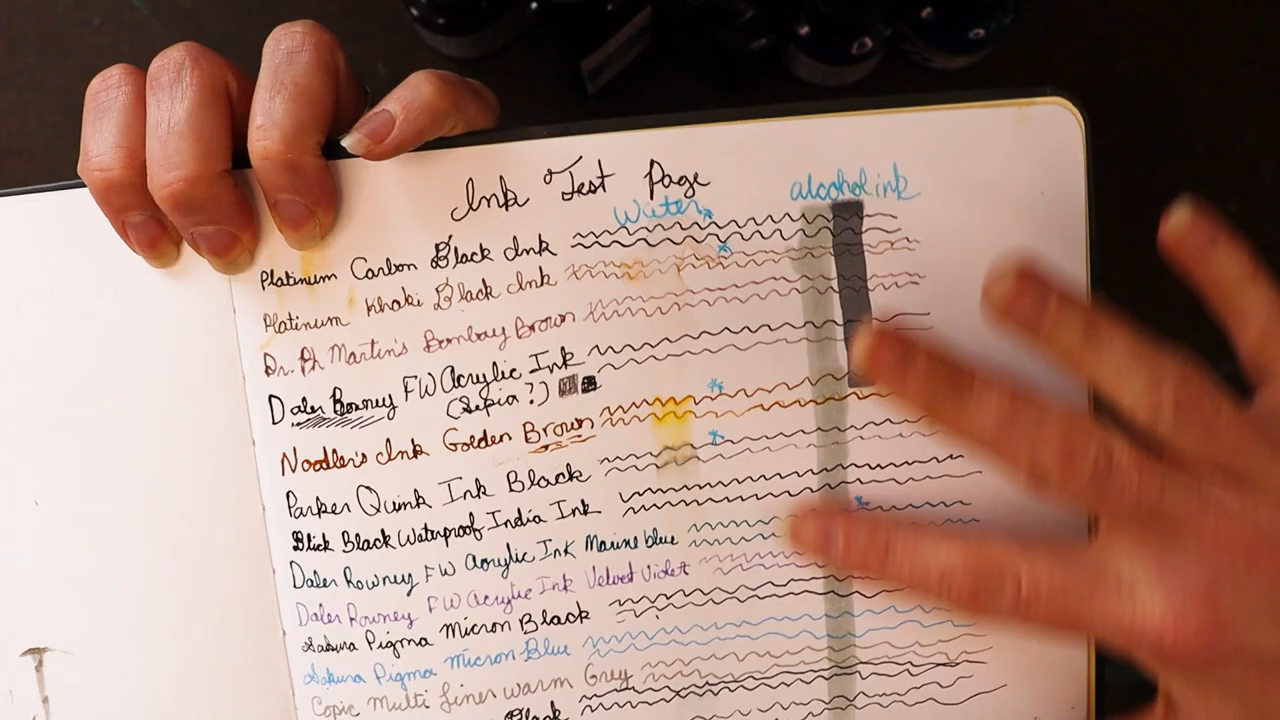 Ink Test Page
Water alcohol ink
Platinum Carbon Black Ink
Platinum Khaki Black Ink
Dr. Ph Martin's Bombay Brown
Daler Rowney FW Acrylic Ink
(Sepia?)
Noodler's Ink Golden Brown
Parker Quink Ink Black
Blick Black Waterproof India Ink
Daler Rowney FW Acrylic Ink Marine blue
Daler Rowney FW Acrylic Ink Velvet Violet
Sakura Pigma Micron Black
Sakura Pigma Micron Blue
Copic Multi Liner warm Grey
Black